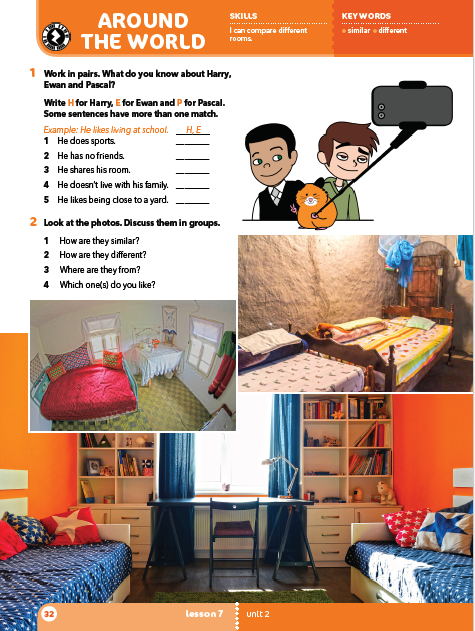 AROUND
THE WORLD
SKILLS
I can compare different
rooms.
KEY WORDS
similar different
1 Work in pairs. What do you know about Harry,
Ewan and Pascal?
Write H for Harry, E for Ewan and P for Pascal.
Some sentences have more than one match.
Example: He likes living at school. H, E
1 He does sports. ________
2 He has no friends. ________
3 He shares his room. ________
4 He doesn't live with his family. ________
5 He likes being close to a yard. ________
2 Look at the photos. Discuss them in groups.
1 How are they similar?
2 How are they different?
3 Where are they from?
4 Which one(s) do you like?
32
lesson 7 unit 2